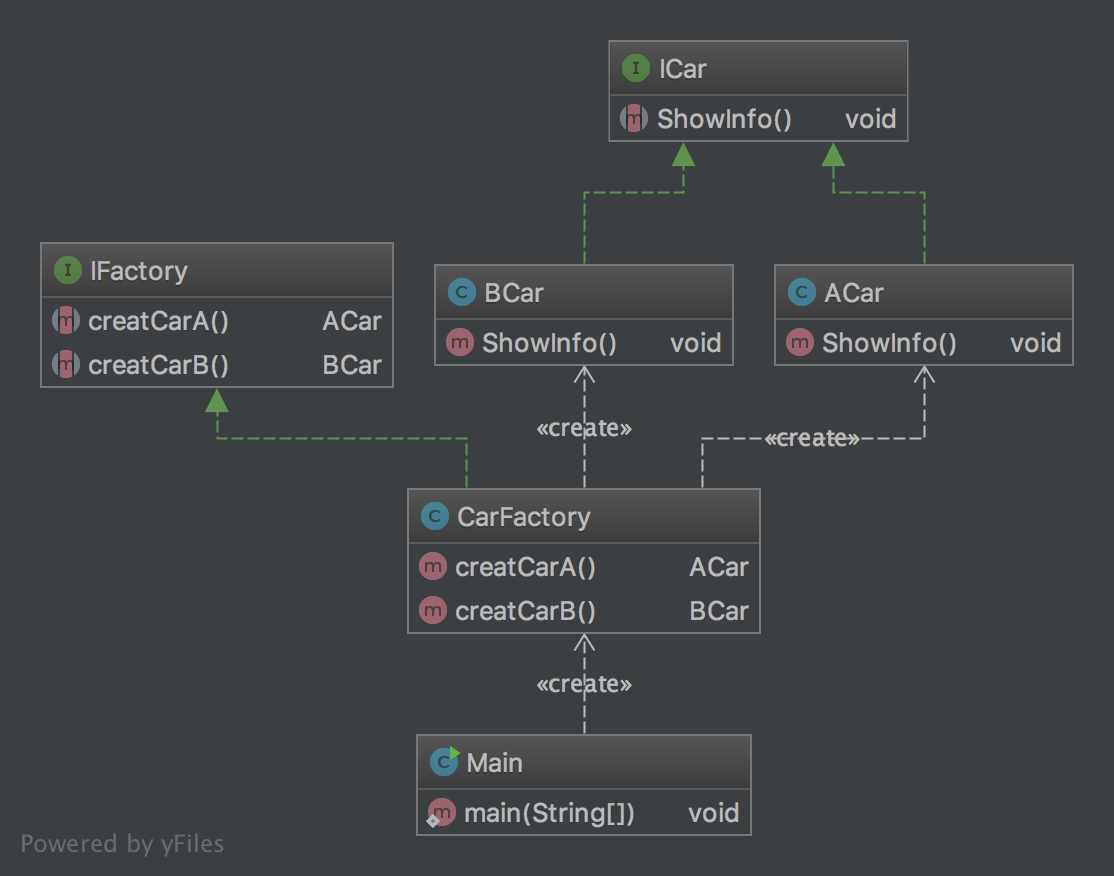 ICar
ShowInfo() void
IFactory
creatCarA() ACar
creatCarB() BCar
BCar
ShowInfo() void
ACar
ShowInfo() void
«create»
«create»
CarFactory
creatCarA() ACar
creatCarB() BCar
«create»
Main
main(String[]) void
Powered by yFiles